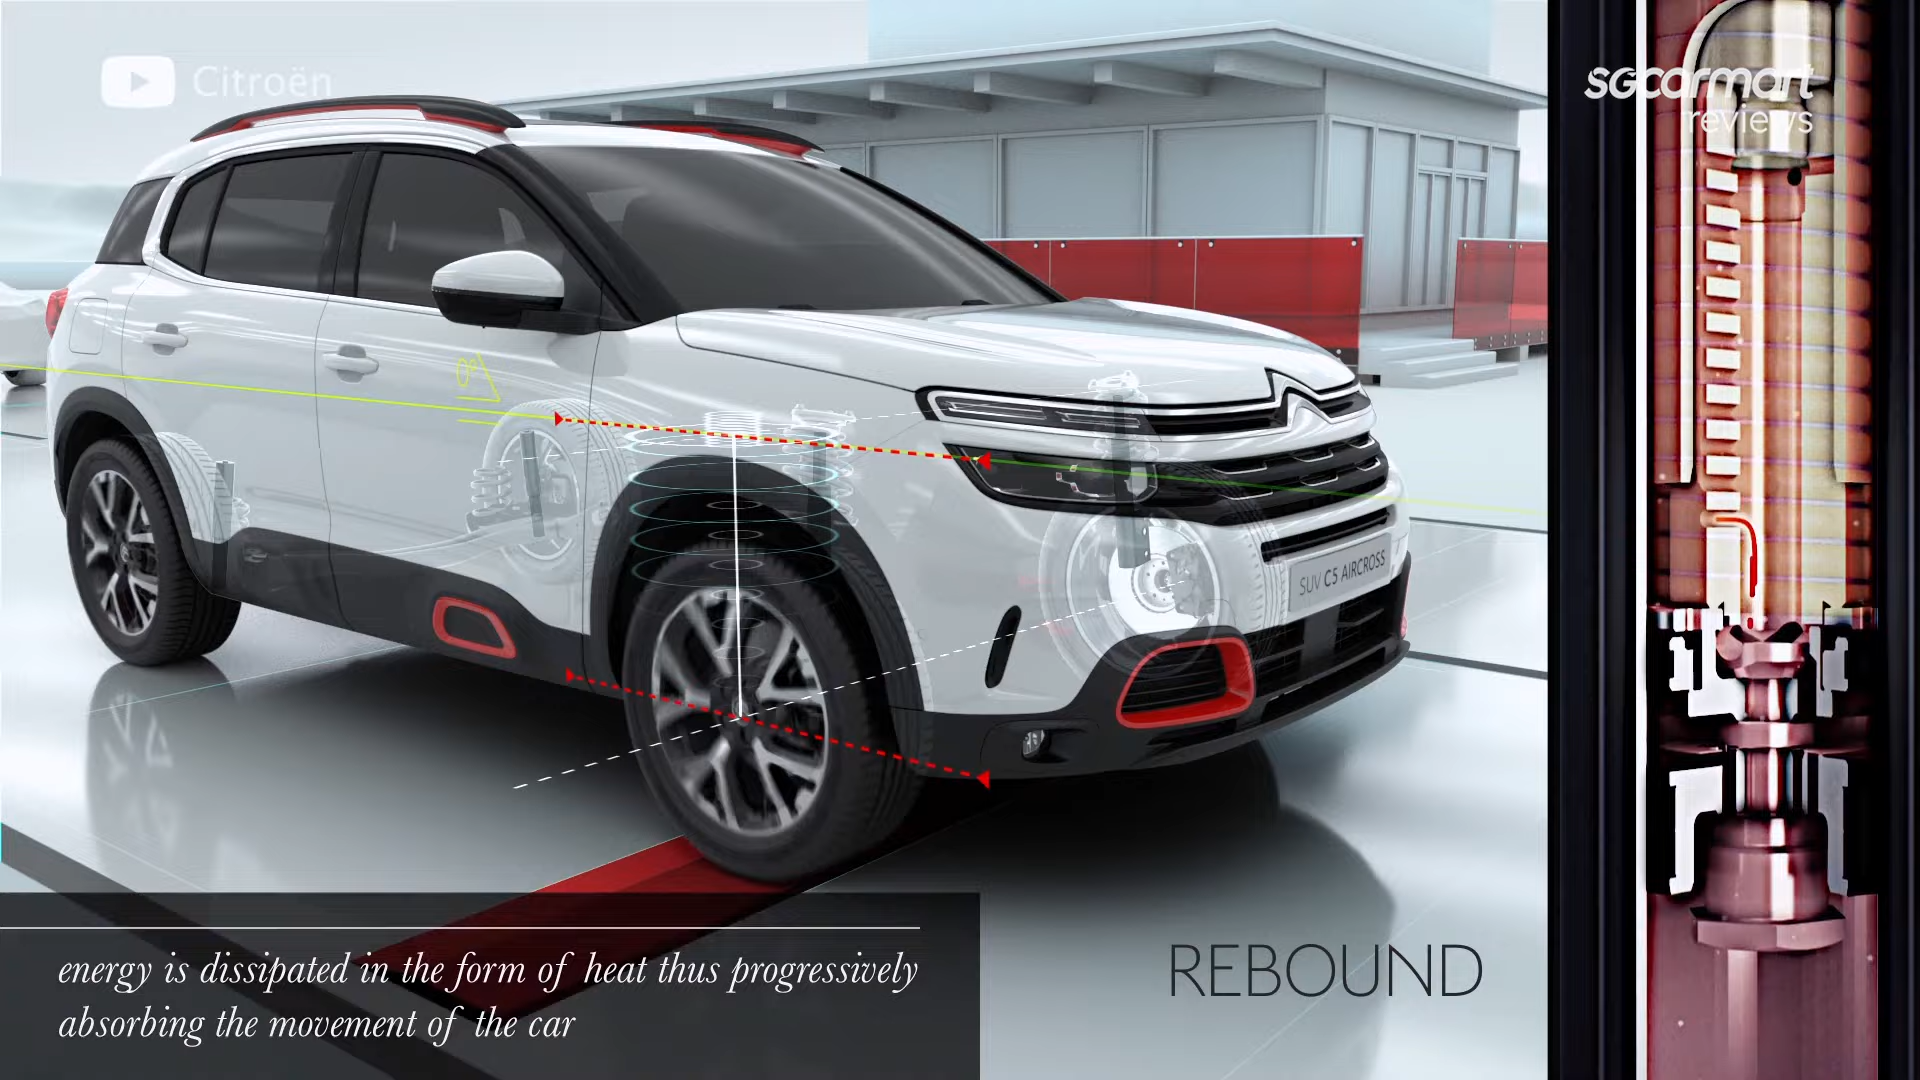 Citroën
sgcarmart
reviews
0°
SUV C5 AIRCROSS
REBOUND
energy is dissipated in the form of heat thus progressively
absorbing the movement of the car